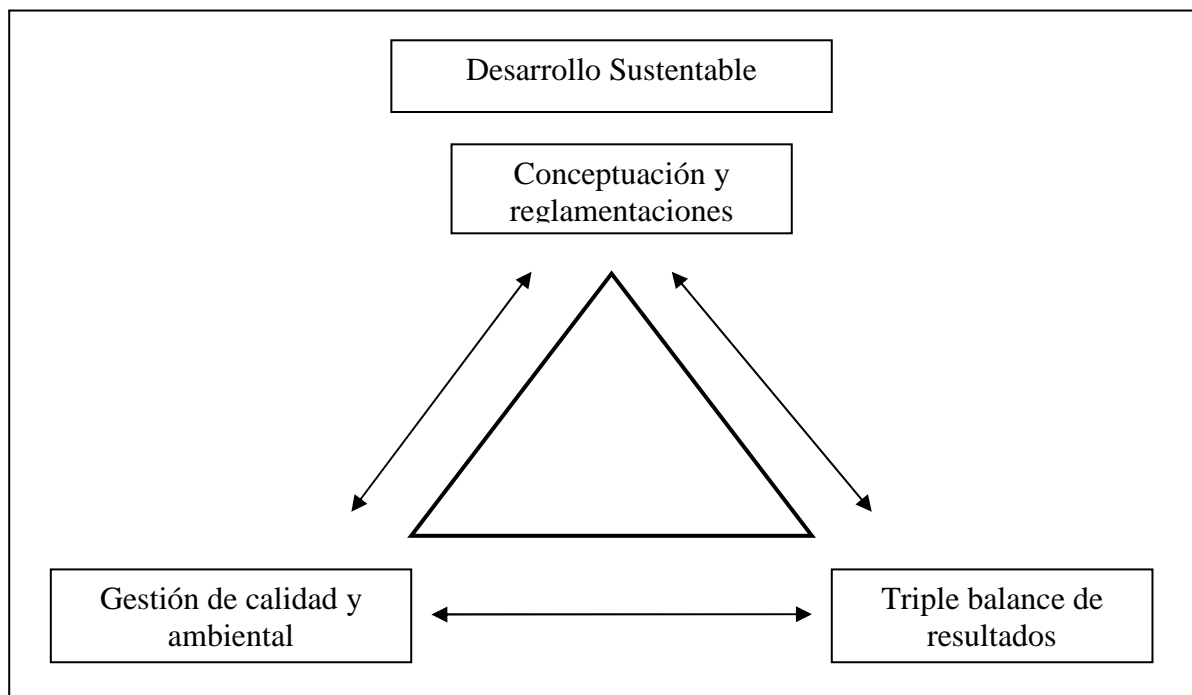 Desarrollo Sustentable
Conceptuación y
reglamentaciones
Gestión de calidad y
ambiental
Triple balance de
resultados